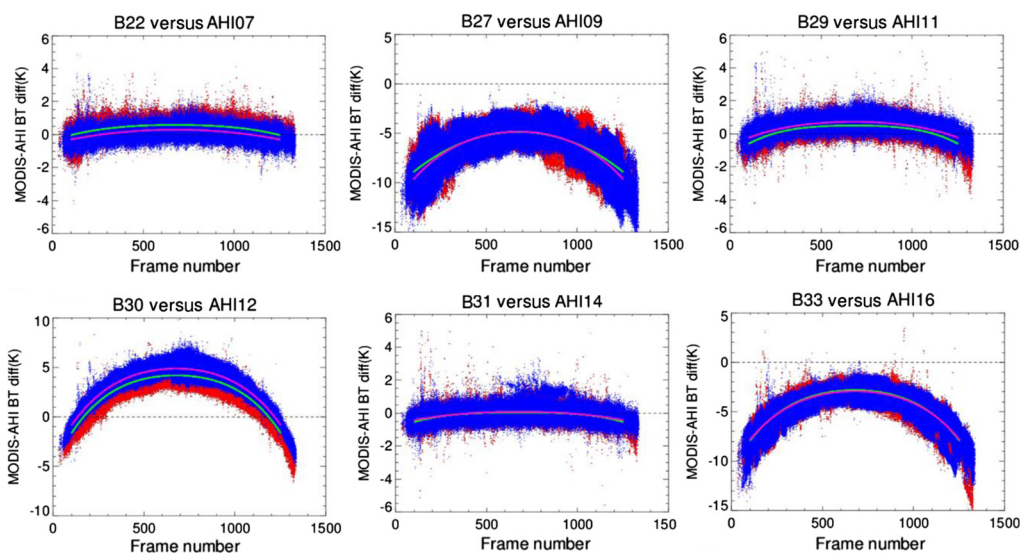 B22 versus AHI07
B27 versus AHI09
B29 versus AHI11
MODIS-AHI BT diff(K)
6
4
2
0
-2
-4
-6
MODIS-AHI BT diff(K)
5
0
-5
-10
-15
MODIS-AHI BT diff(K)
6
4
2
0
-2
-4
-6
0 500 1000 1500
0 500 1000 1500
0 500 1000 1500
Frame number
Frame number
Frame number
B30 versus AHI12
B31 versus AHI14
B33 versus AHI16
MODIS-AHI BT diff(K)
10
5
0
-5
-10
MODIS-AHI BT diff(K)
6
4
2
0
-2
-4
-6
MODIS-AHI BT diff(K)
5
0
-5
-10
-15
0 500 1000 1500
0 500 1000 1500
0 500 1000 1500
Frame number
Frame number
Frame number